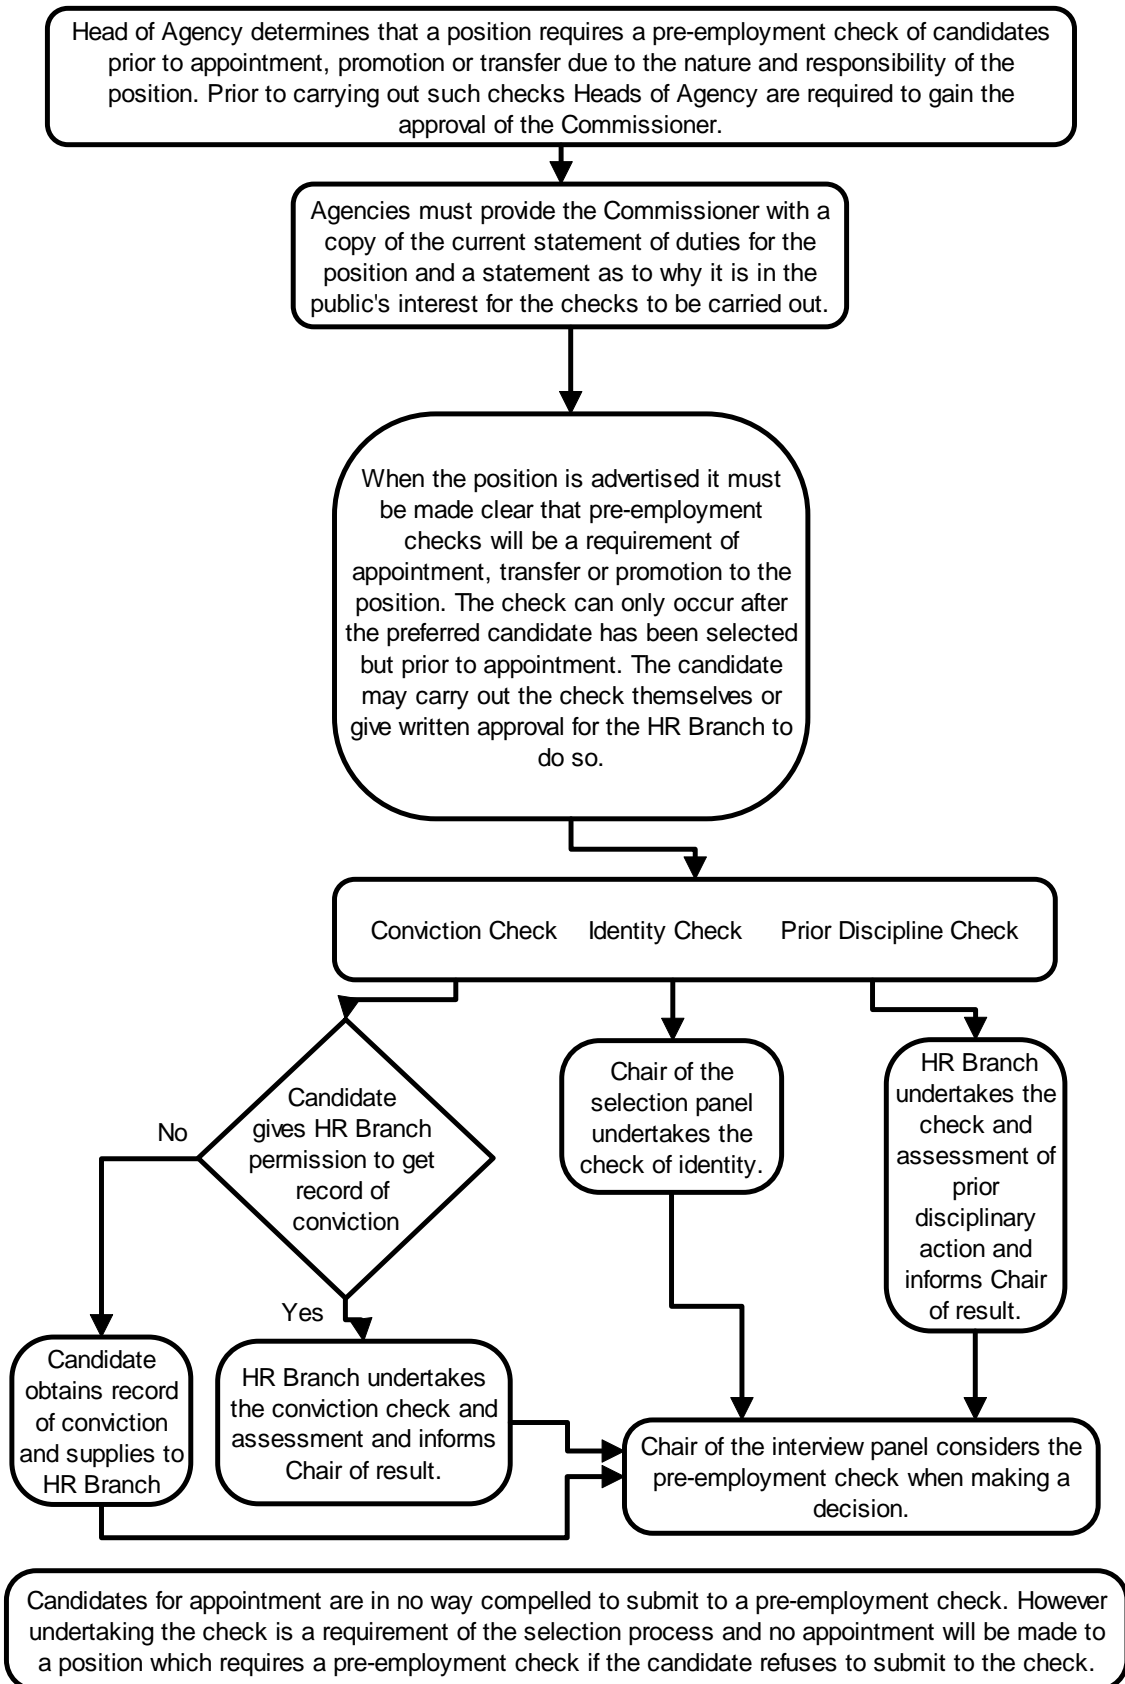 Head of Agency determines that a position requires a pre-employment check of candidates
prior to appointment, promotion or transfer due to the nature and responsibility of the
position. Prior to carrying out such checks Heads of Agency are required to gain the
approval of the Commissioner.
Agencies must provide the Commissioner with a
copy of the current statement of duties for the
position and a statement as to why it is in the
public's interest for the checks to be carried out.
When the position is advertised it must
be made clear that pre-employment
checks will be a requirement of
appointment, transfer or promotion to the
position. The check can only occur after
the preferred candidate has been selected
but prior to appointment. The candidate
may carry out the check themselves or
give written approval for the HR Branch to
do so.
Conviction Check Identity Check Prior Discipline Check
Candidate
gives HR Branch
permission to get
record of
conviction
No
Yes
Chair of the
selection panel
undertakes the
check of identity.
HR Branch
undertakes the
check and
assessment of
prior
disciplinary
action and
informs Chair
of result.
Candidate
obtains record
of conviction
and supplies to
HR Branch
HR Branch undertakes
the conviction check and
assessment and informs
Chair of result.
Chair of the interview panel considers the
pre-employment check when making a
decision.
Candidates for appointment are in no way compelled to submit to a pre-employment check. However
undertaking the check is a requirement of the selection process and no appointment will be made to
a position which requires a pre-employment check if the candidate refuses to submit to the check.